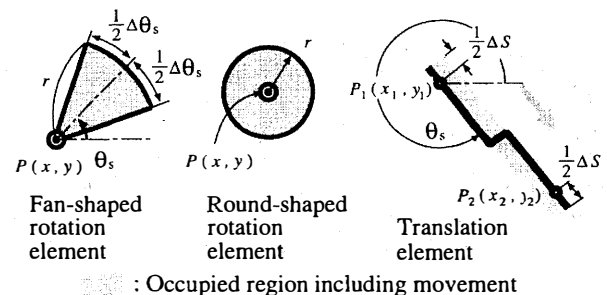 ½Δθs
½Δθs
r
θs
P(x, y)
Fan-shaped
rotation
element
r
P(x, y)
Round-shaped
rotation
element
½ΔS
P1(x1, y1)
θs
½ΔS
P2(x2, y2)
Translation
element
: Occupied region including movement